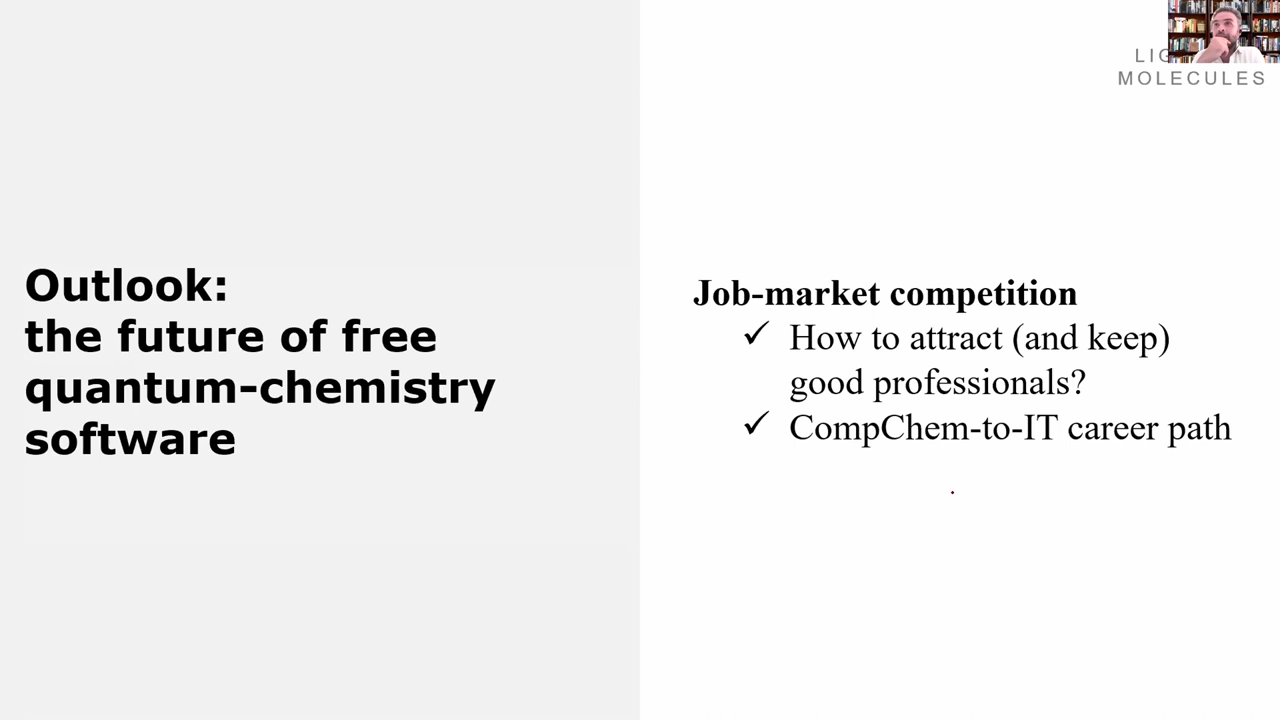 LIG
MOLECULES
Outlook:
the future of free
quantum-chemistry
software
Job-market competition
✓ How to attract (and keep)
good professionals?
✓ CompChem-to-IT career path